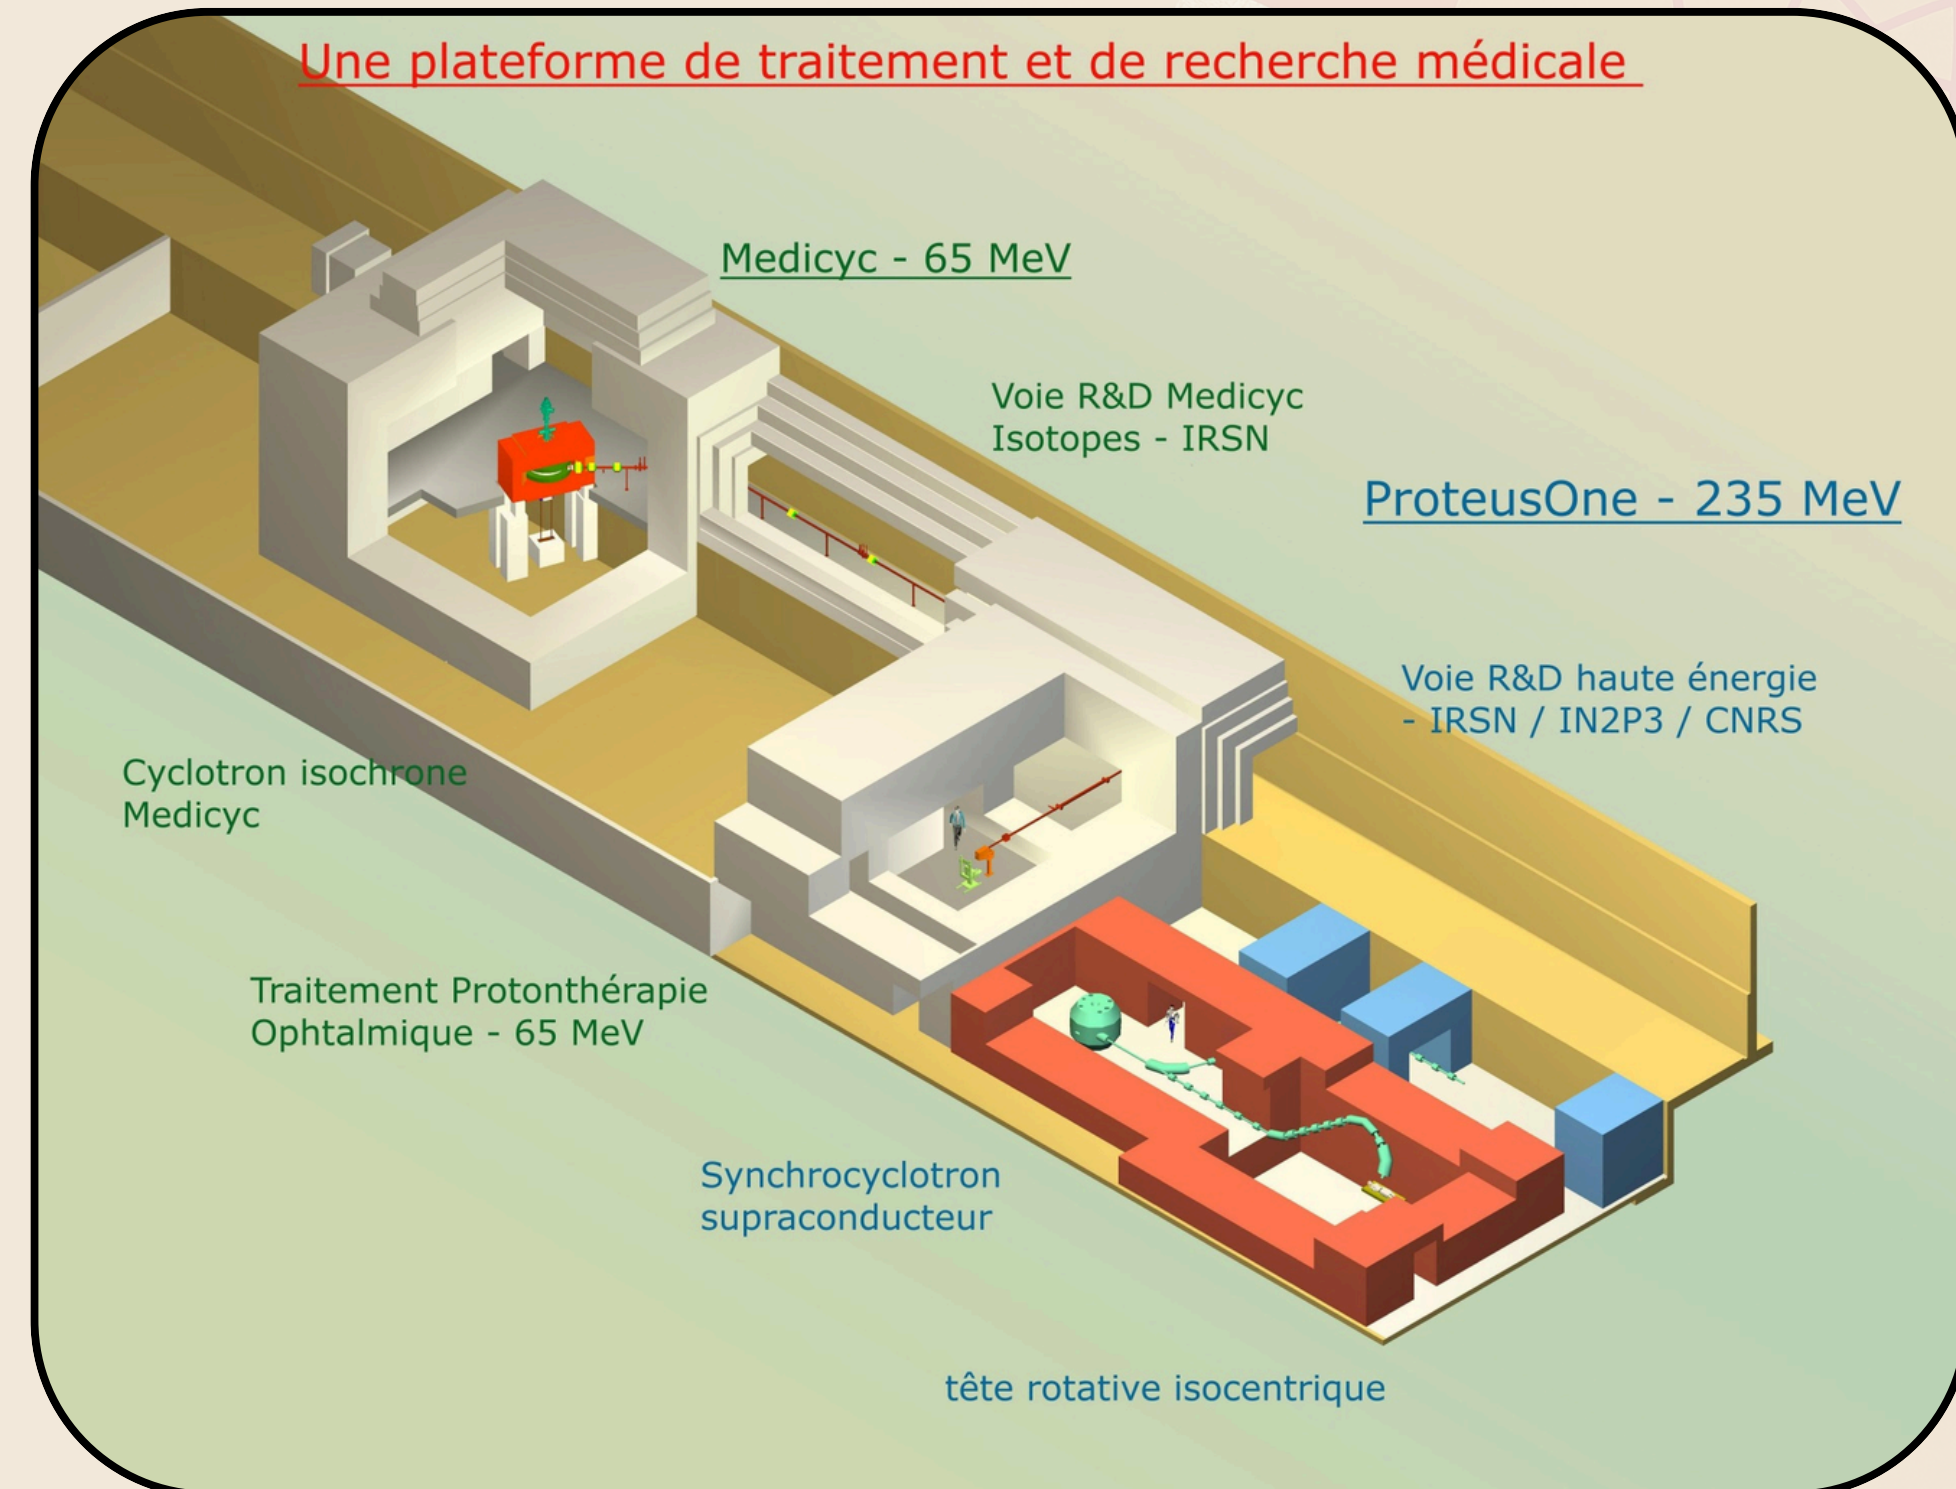 Une plateforme de traitement et de recherche médicale
Medicyc - 65 MeV
Voie R&D Medicyc
Isotopes - IRSN
ProteusOne - 235 MeV
Voie R&D haute énergie
- IRSN / IN2P3 / CNRS
Cyclotron isochrone
Medicyc
Traitement Protonthérapie
Ophtalmique - 65 MeV
Synchrocyclotron
supraconducteur
tête rotative isocentrique